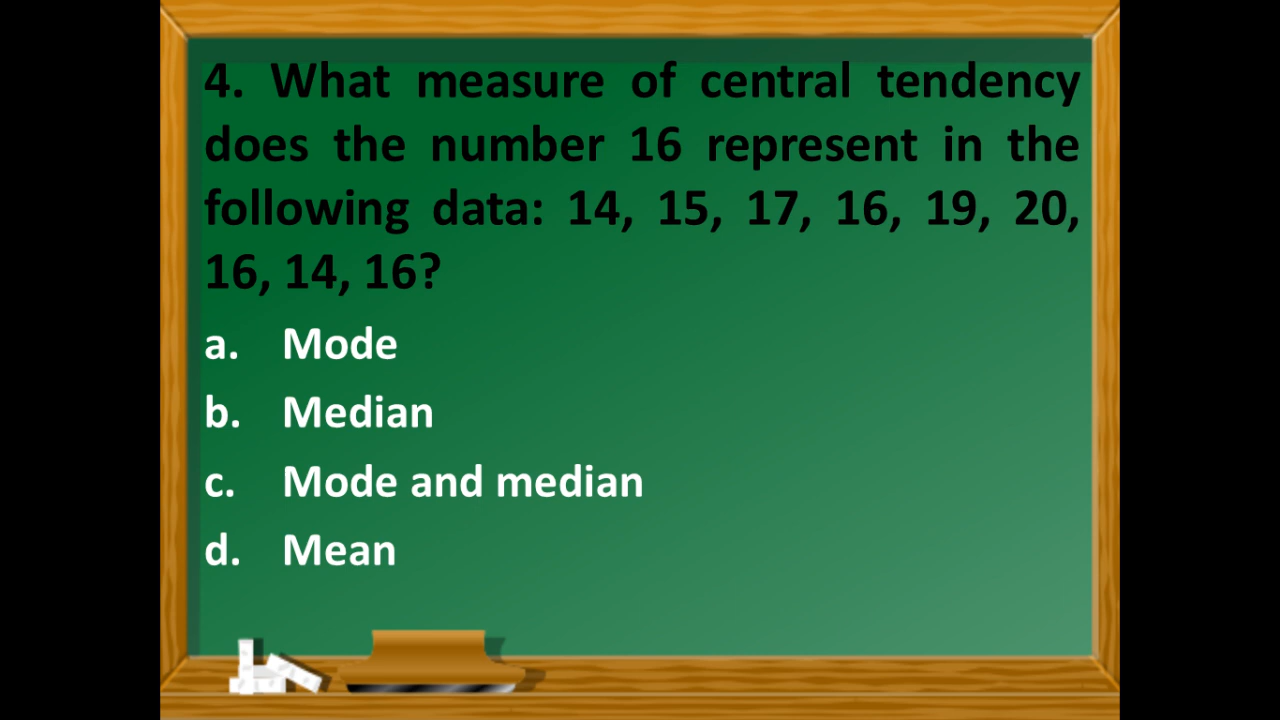 4. What measure of central tendency
does the number 16 represent in the
following data: 14, 15, 17, 16, 19, 20,
16, 14, 16?
a. Mode
b. Median
c. Mode and median
d. Mean